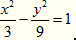 x²/3 − y²/9 = 1.